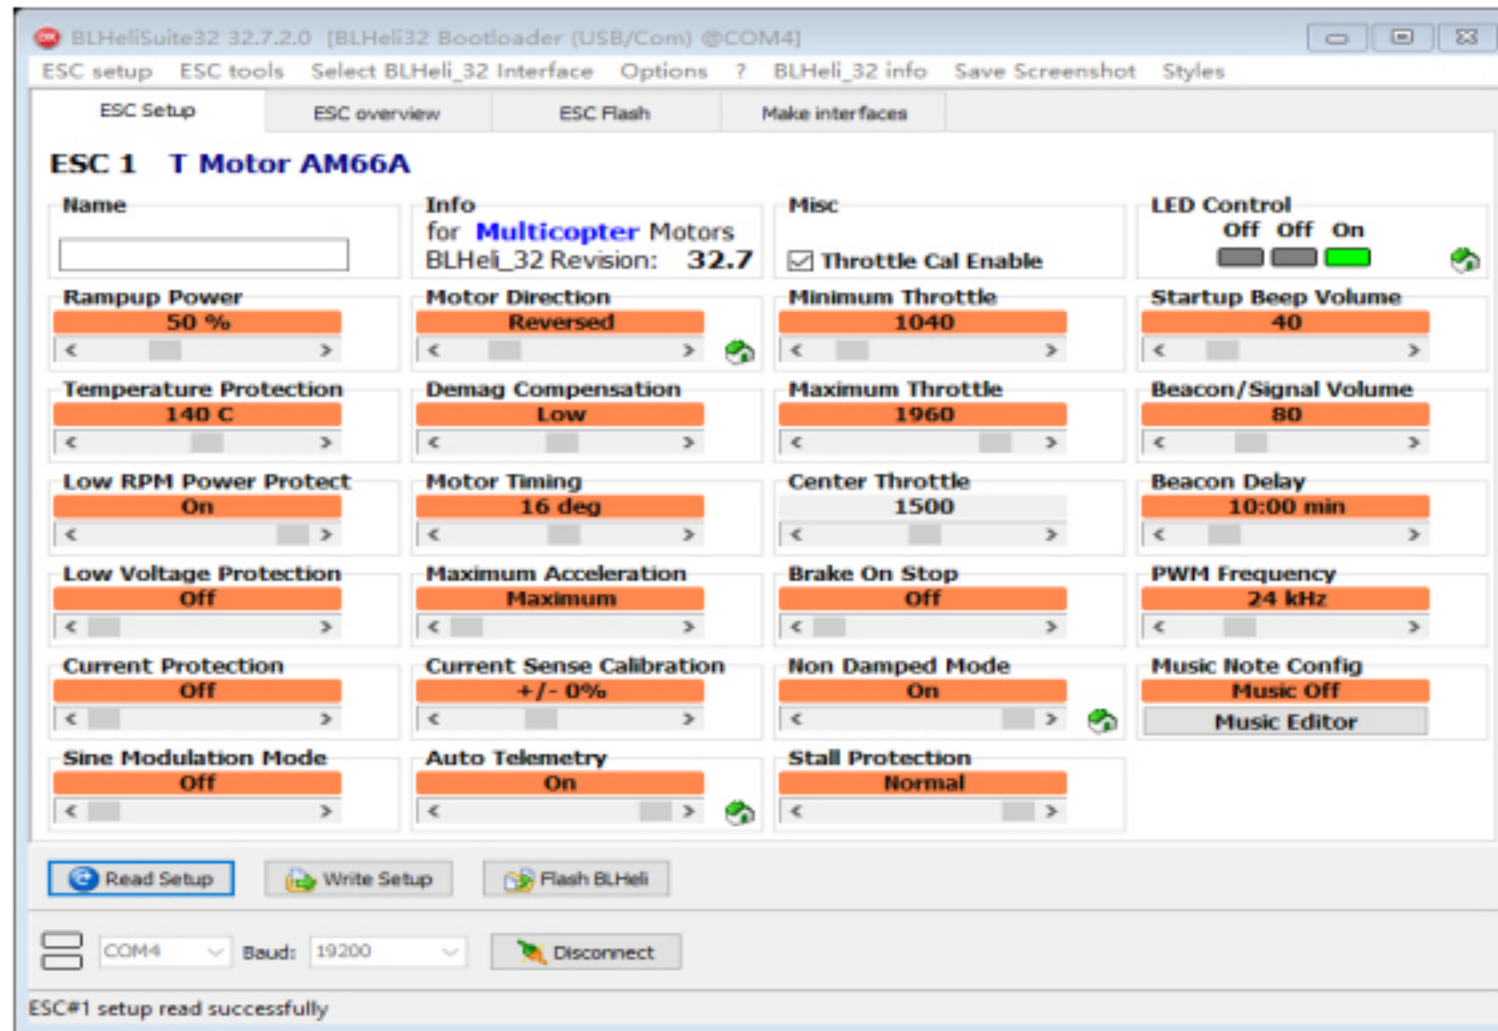 BLHeliSuite32 32.7.2.0 [BLHeli32 Bootloader (USB/Com) @COM4]
ESC setup ESC tools Select BLHeli_32 Interface Options ? BLHeli_32 info Save Screenshot Styles
ESC Setup ESC overview ESC Flash Make interfaces
ESC 1 T Motor AM66A
Name Info Misc LED Control
for Multicopter Motors Off Off On
BLHeli_32 Revision: 32.7 Throttle Cal Enable
Rampup Power Motor Direction Minimum Throttle Startup Beep Volume
50 % Reversed 1040 40
Temperature Protection Demag Compensation Maximum Throttle Beacon/Signal Volume
140 C Low 1960 80
Low RPM Power Protect Motor Timing Center Throttle Beacon Delay
On 16 deg 1500 10:00 min
Low Voltage Protection Maximum Acceleration Brake On Stop PWM Frequency
Off Maximum Off 24 kHz
Current Protection Current Sense Calibration Non Damped Mode Music Note Config
Off +/- 0% On Music Off
Music Editor
Sine Modulation Mode Auto Telemetry Stall Protection
Off On Normal
Read Setup Write Setup Flash BLHeli
COM4 Baud: 19200 Disconnect
ESC#1 setup read successfully